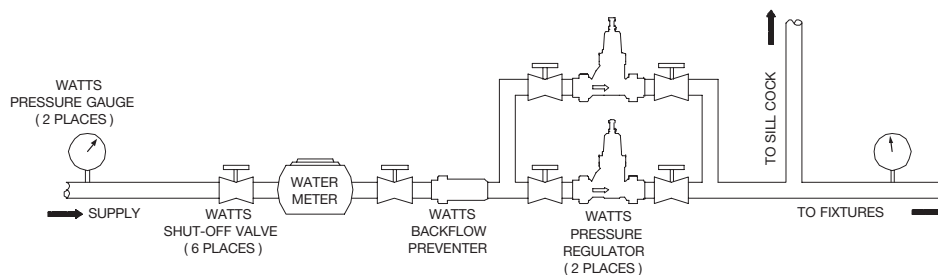 WATTS
PRESSURE GAUGE
( 2 PLACES )
TO SILL COCK
SUPPLY
WATTS
SHUT-OFF VALVE
( 6 PLACES )
WATER
METER
WATTS
BACKFLOW
PREVENTER
WATTS
PRESSURE
REGULATOR
(2 PLACES )
TO FIXTURES